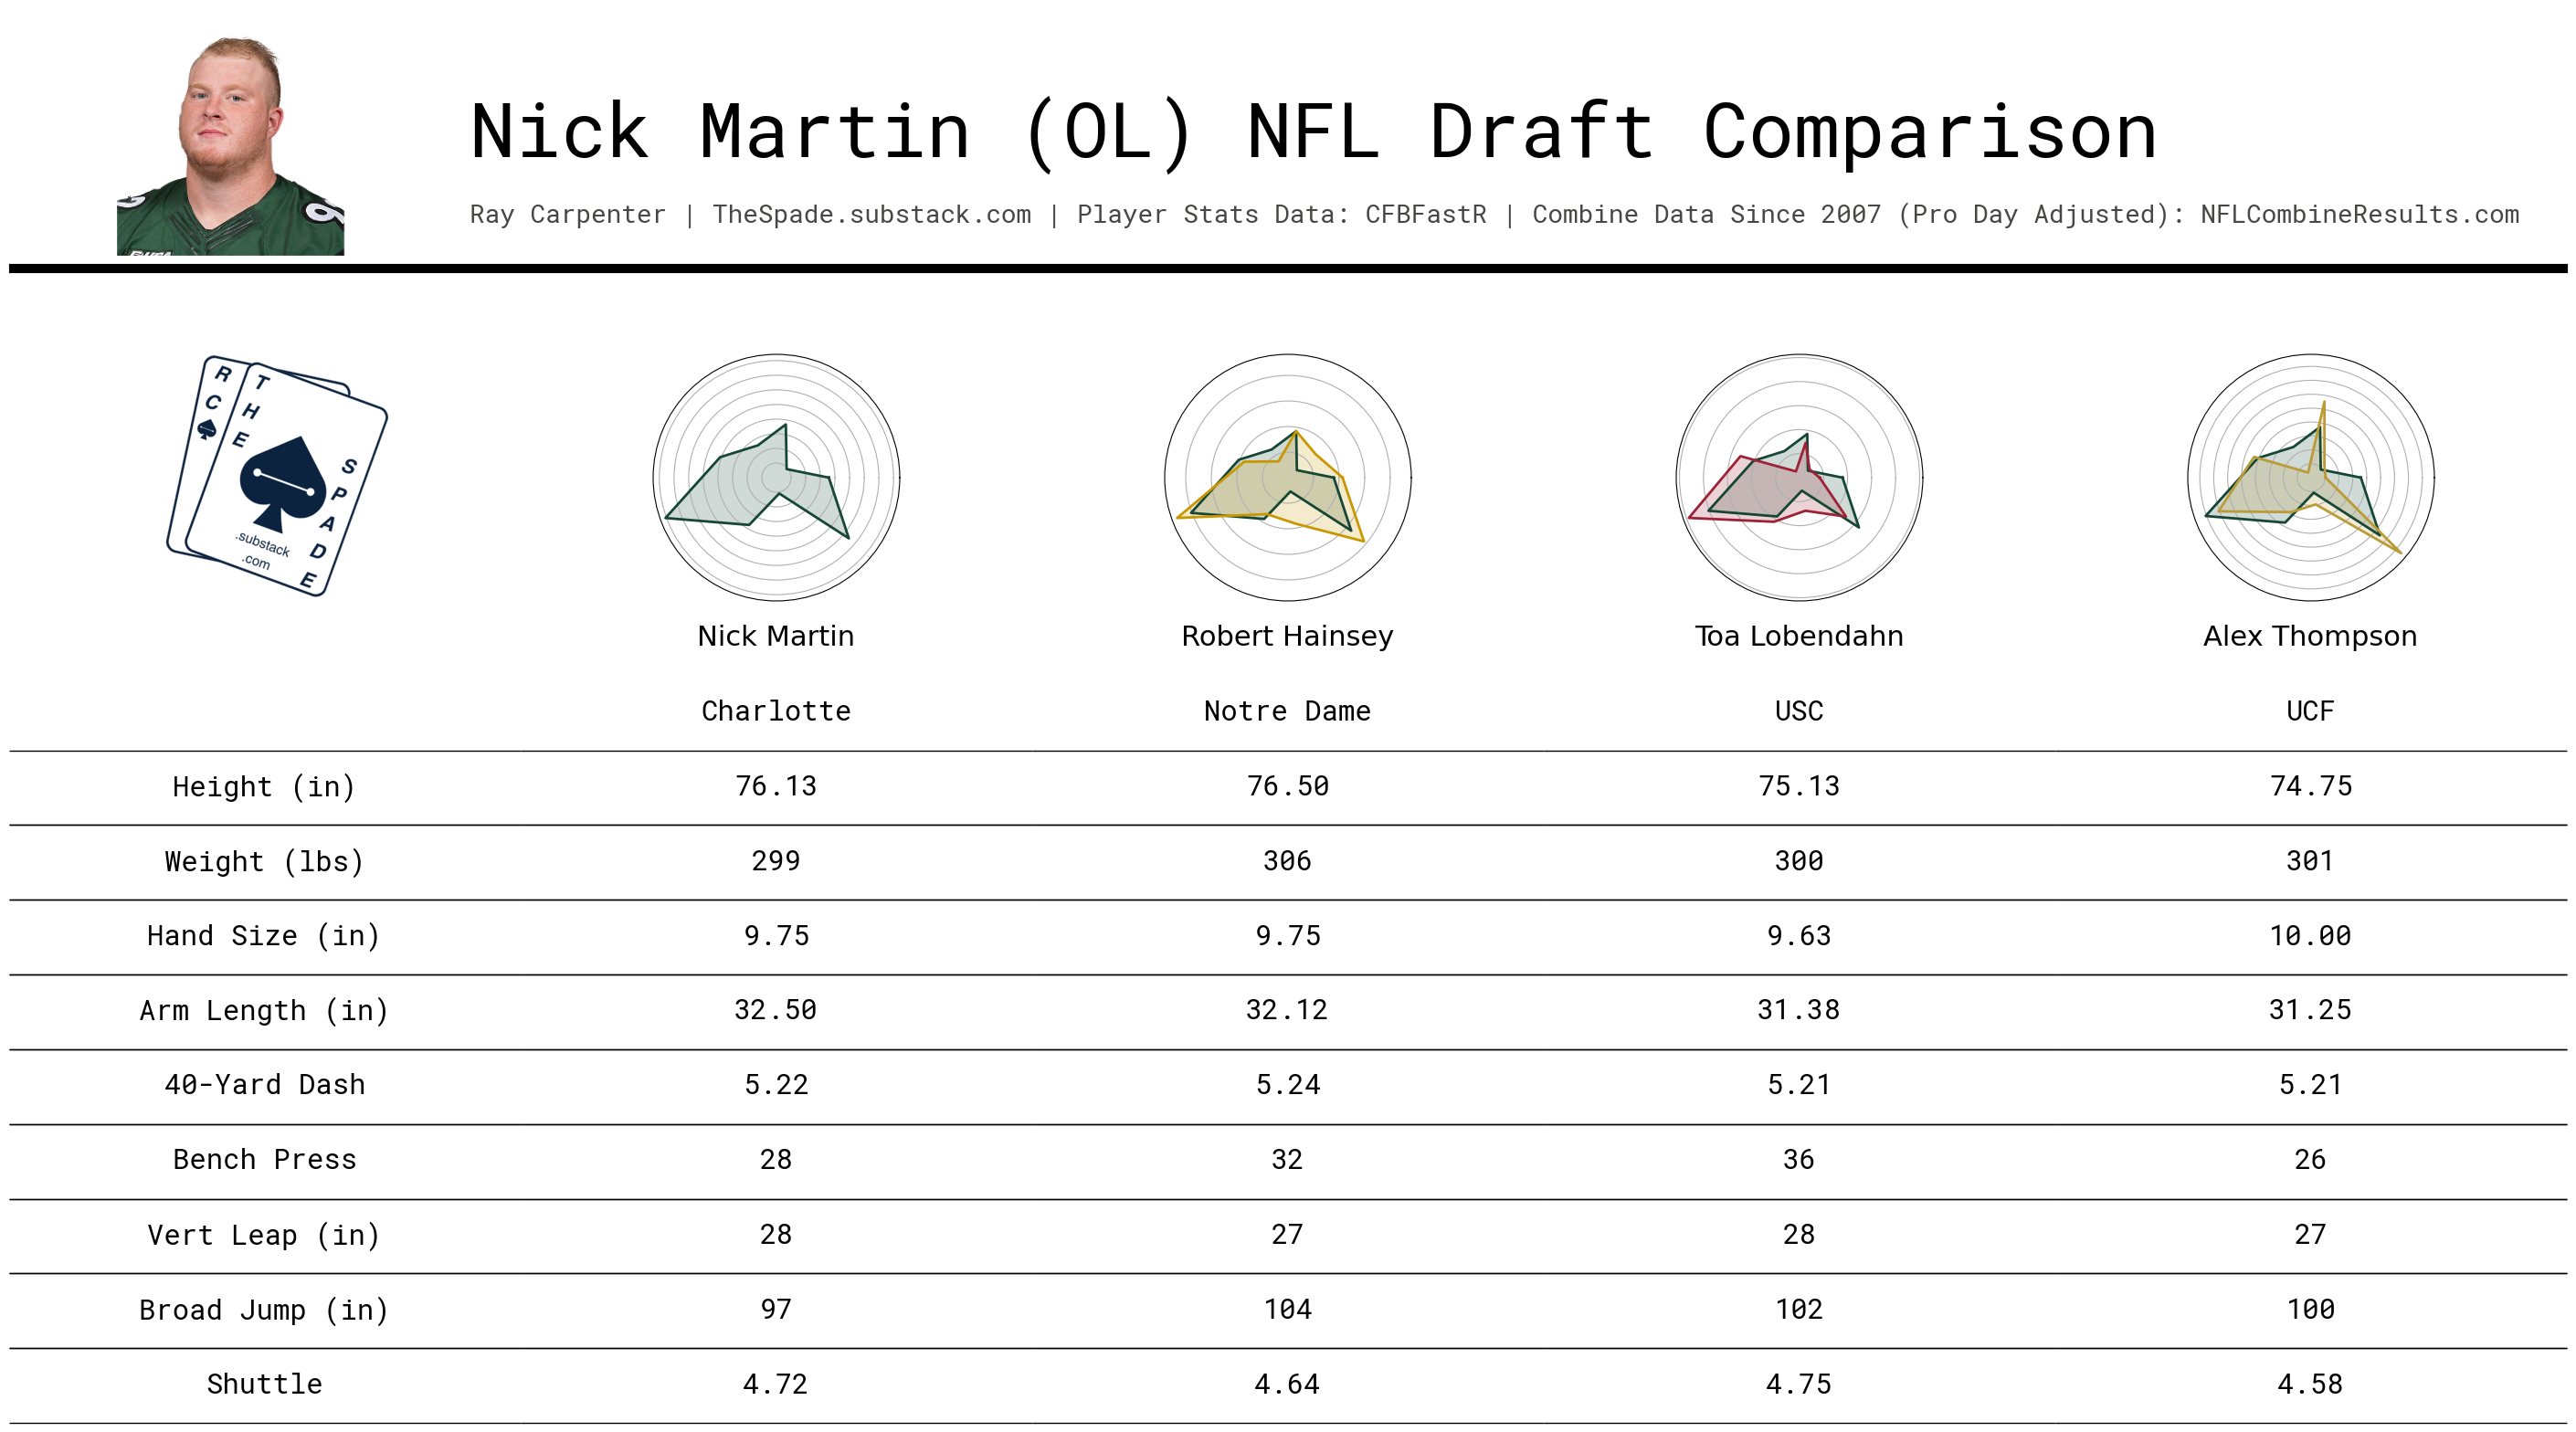 Nick Martin (OL) NFL Draft Comparison
Ray Carpenter | TheSpade.substack.com | Player Stats Data: CFBFastR | Combine Data Since 2007 (Pro Day Adjusted): NFLCombineResults.com
RC
THE
SPADE
.substack
.com
Nick Martin Robert Hainsey Toa Lobendahn Alex Thompson
Charlotte Notre Dame USC UCF
Height (in) 76.13 76.50 75.13 74.75
Weight (lbs) 299 306 300 301
Hand Size (in) 9.75 9.75 9.63 10.00
Arm Length (in) 32.50 32.12 31.38 31.25
40-Yard Dash 5.22 5.24 5.21 5.21
Bench Press 28 32 36 26
Vert Leap (in) 28 27 28 27
Broad Jump (in) 97 104 102 100
Shuttle 4.72 4.64 4.75 4.58